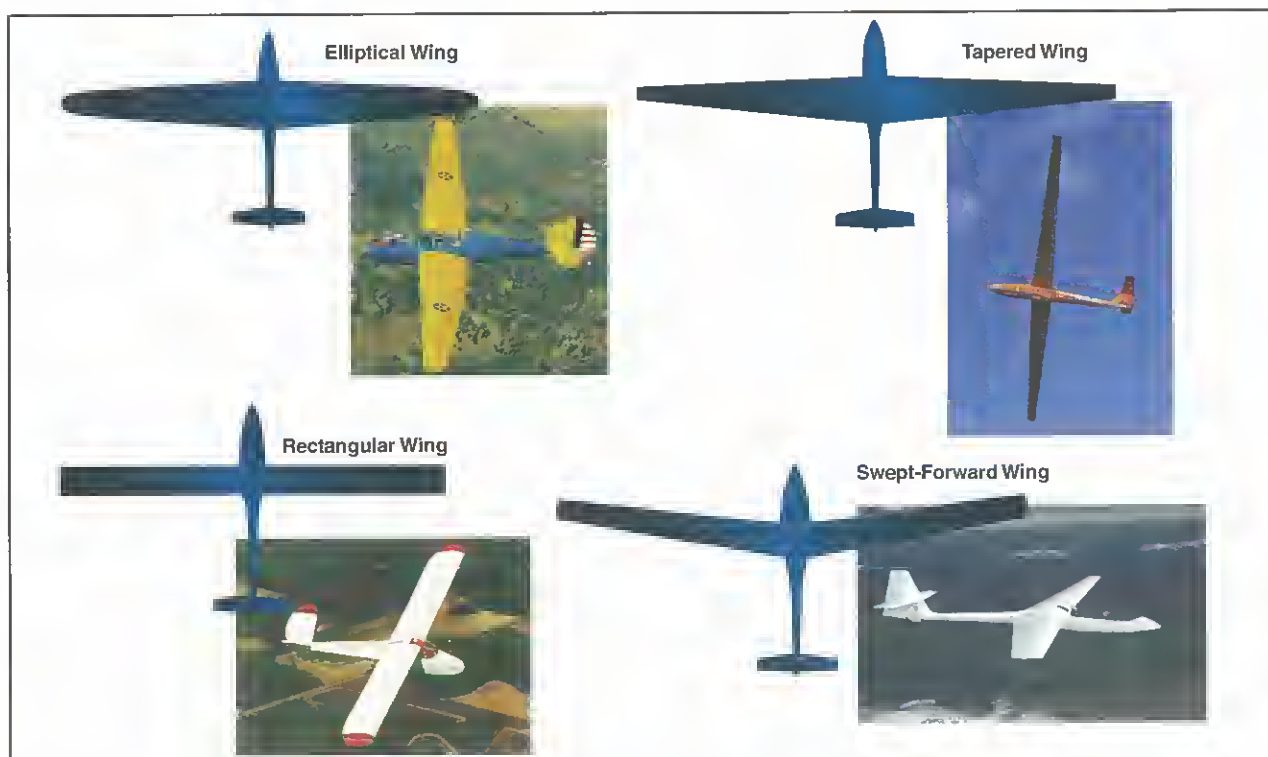 Elliptical Wing
Tapered Wing
Rectangular Wing
Swept-Forward Wing